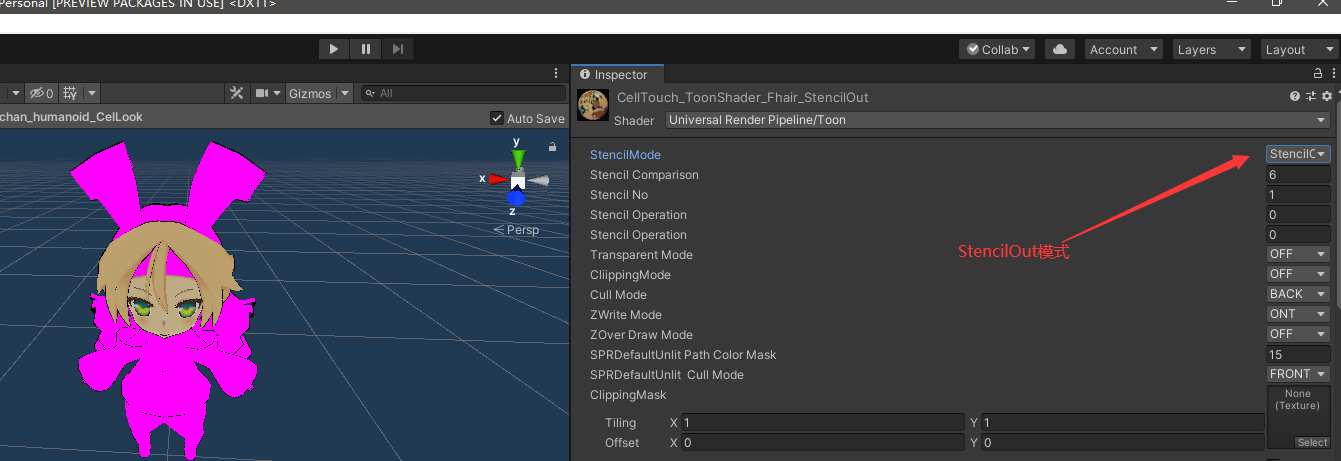 Personal [PREVIEW PACKAGES IN USE] <DX11>
Collab
Account
Layers
Layout
0
Gizmos
All
Inspector
chan_humanoid_CelLook
Auto Save
CellTouch_ToonShader_Fhair_StencilOut
Shader
Universal Render Pipeline/Toon
y
x
z
Persp
StencilMode
StencilC
Stencil Comparison
6
Stencil No
1
Stencil Operation
0
Stencil Operation
0
StencilOut模式
Transparent Mode
OFF
CliippingMode
OFF
Cull Mode
BACK
ZWrite Mode
ONT
ZOver Draw Mode
OFF
SPRDefaultUnlit Path Color Mask
15
SPRDefaultUnlit Cull Mode
FRONT
ClippingMask
None
(Texture)
Tiling
X 1
Y 1
Offset
X 0
Y 0
Select